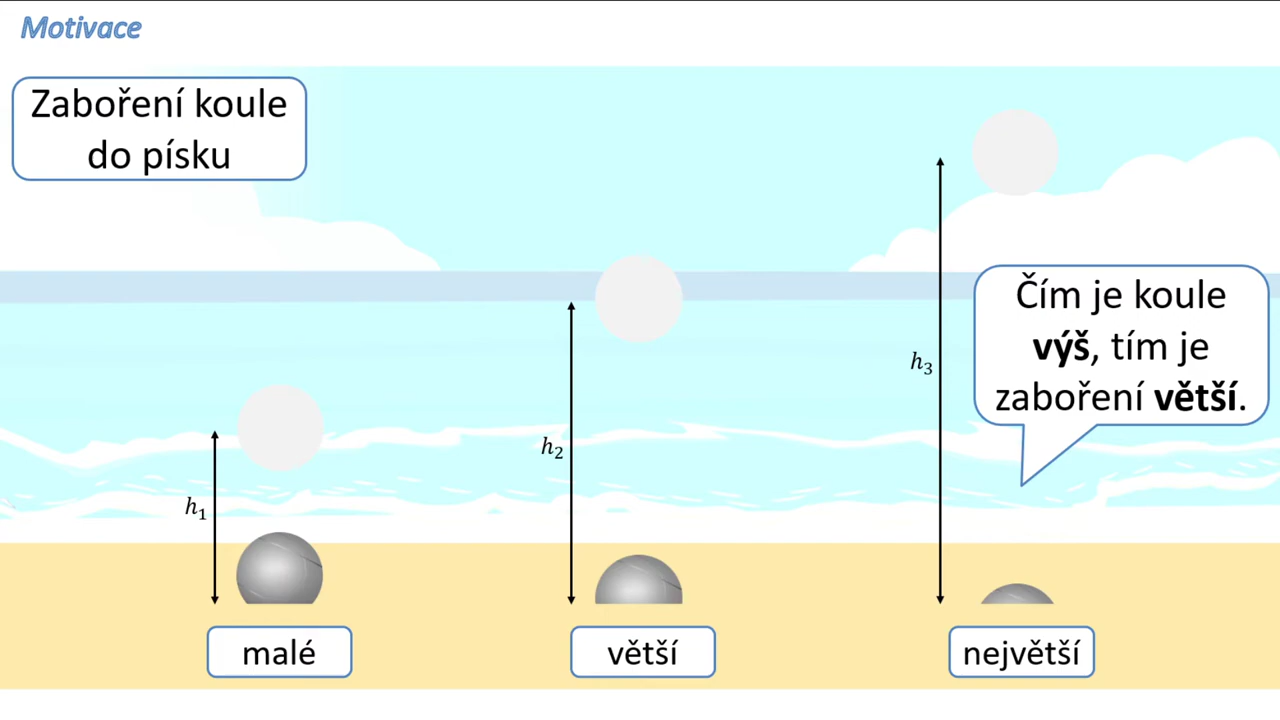 Motivace
Zaboření koule
do písku
Čím je koule
výš, tím je
zaboření větší.
h₁
h₂
h₃
malé
větší
největší